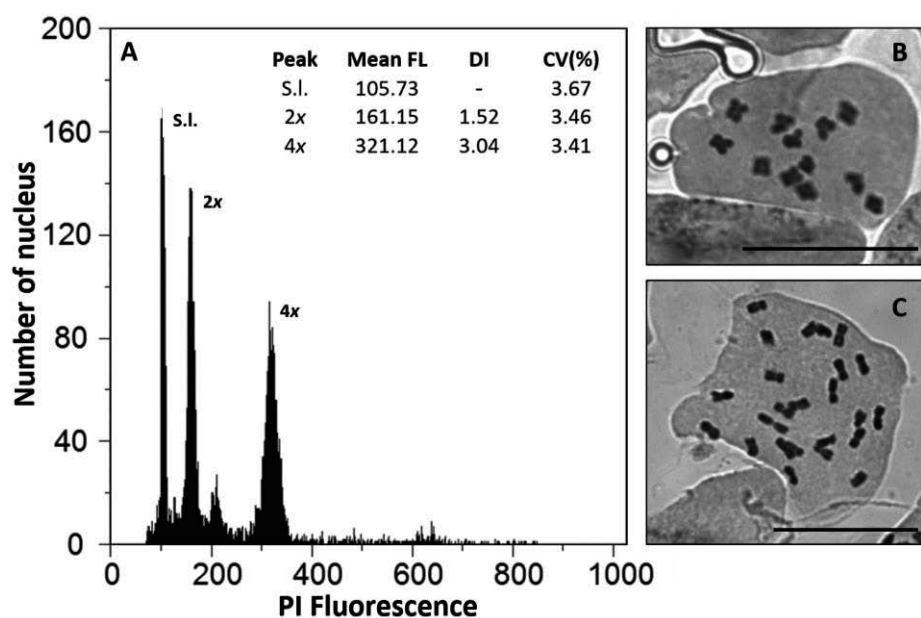 A
B
C
Peak Mean FL DI CV(%)
S.l. 105.73 - 3.67
2x 161.15 1.52 3.46
4x 321.12 3.04 3.41
S.l.
2x
4x
200
160
120
80
40
0
0 200 400 600 800 1000
Number of nucleus
PI Fluorescence